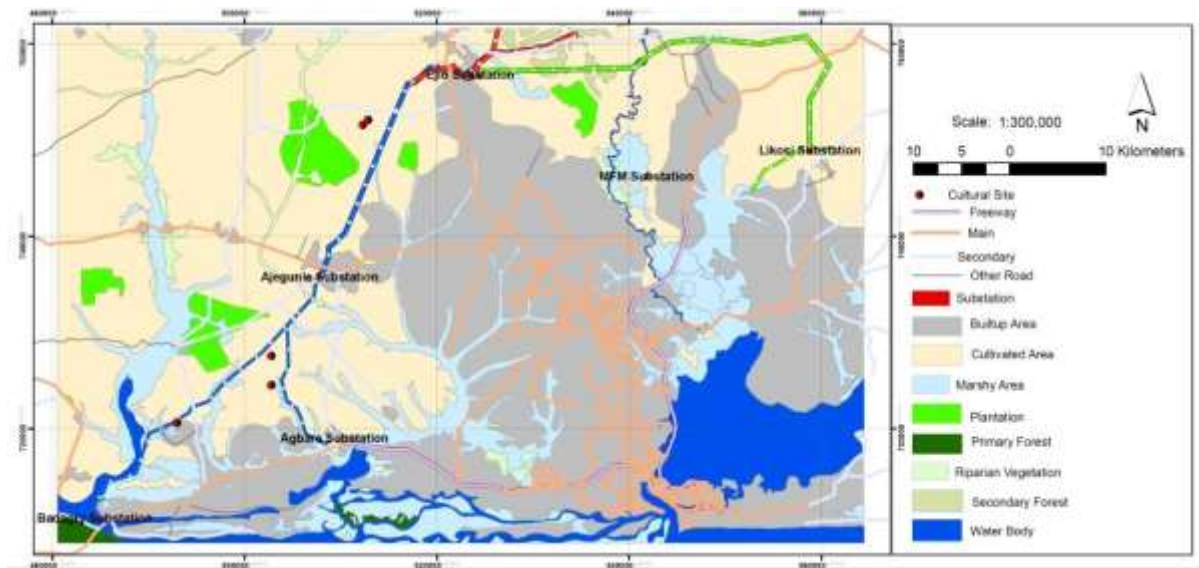 Ejio Substation
Likosi Substation
MFM Substation
Ajegunle Substation
Agbara Substation
Badagry Substation
Scale: 1:300,000
N
10 5 0 10 Kilometers
Cultural Site
Freeway
Main
Secondary
Other Road
Substation
Builtup Area
Cultivated Area
Marshy Area
Plantation
Primary Forest
Riparian Vegetation
Secondary Forest
Water Body